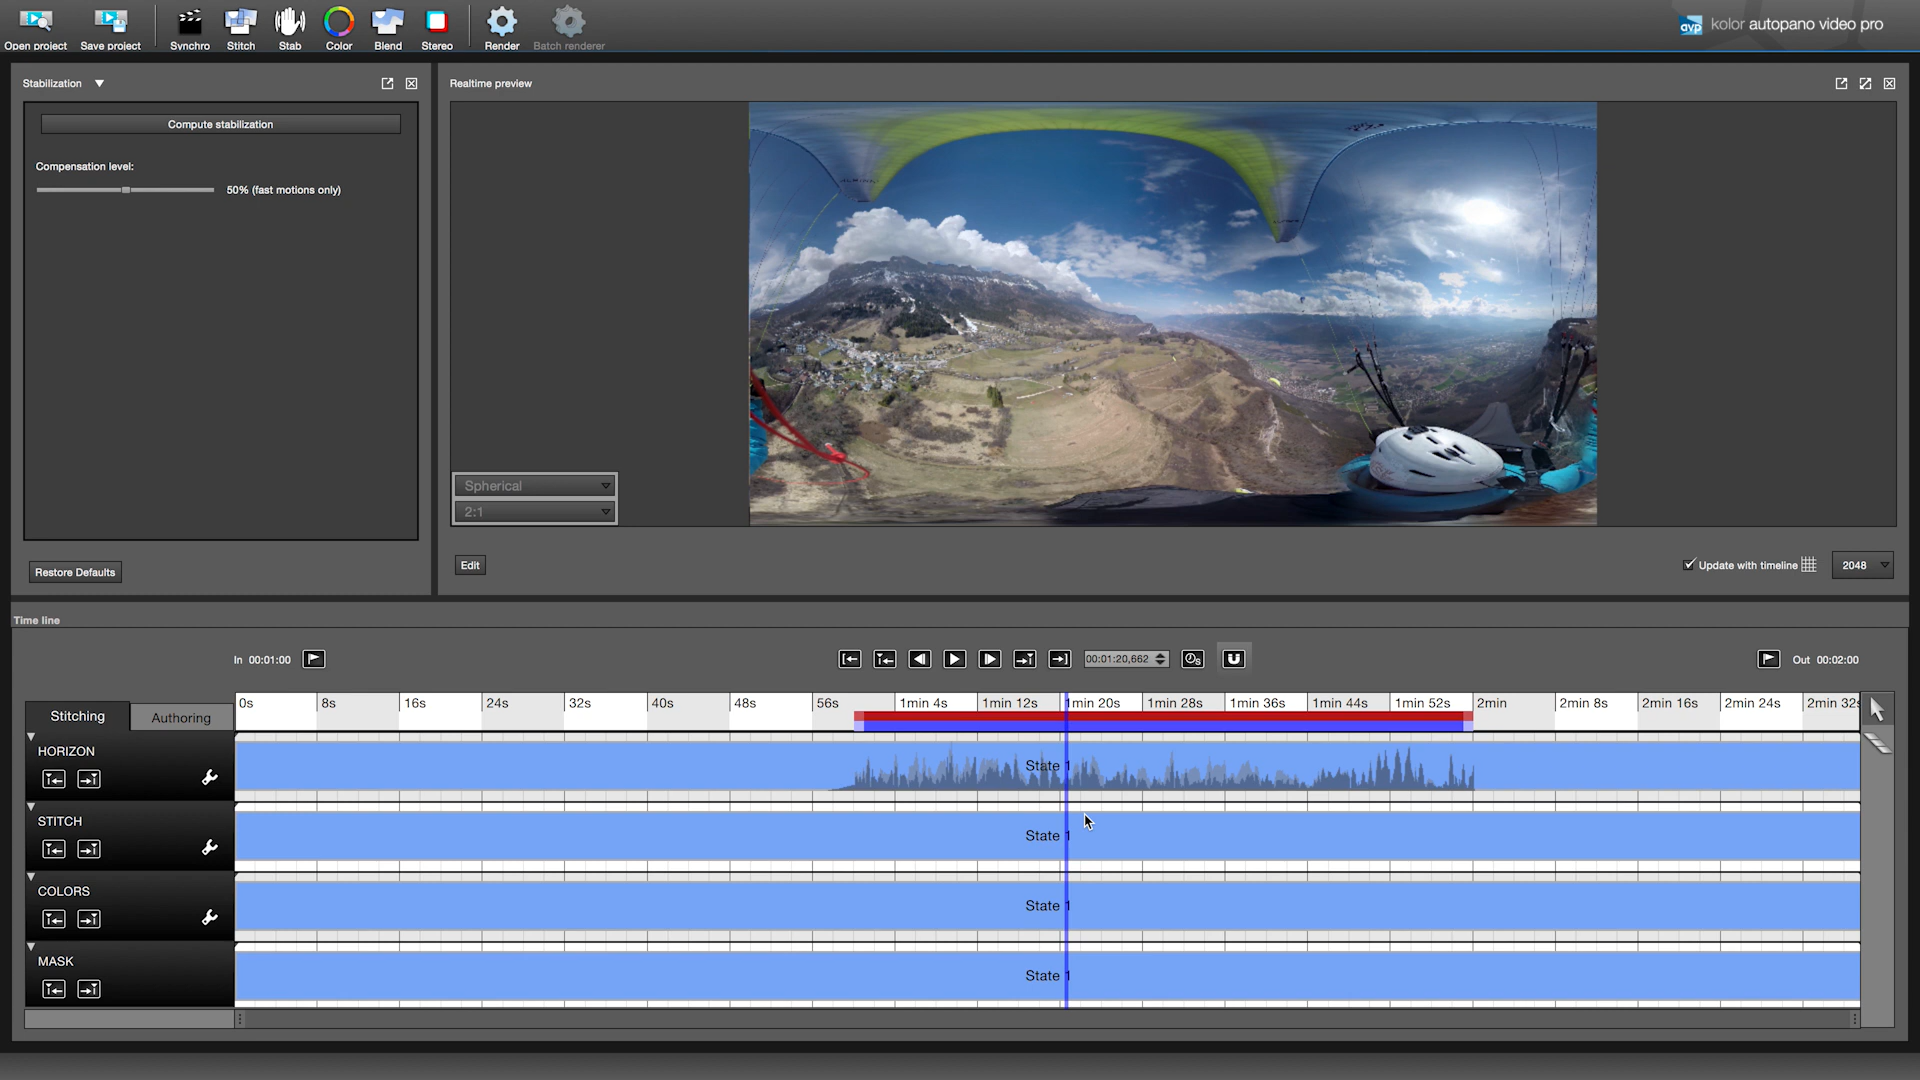 Open project Save project Synchro Stitch Stab Color Blend Stereo Render Batch renderer
avp kolor autopano video pro
Stabilization
Compute stabilization
Compensation level:
50% (fast motions only)
Restore Defaults
Realtime preview
Spherical
2:1
Edit
Update with timeline 2048
Time line
In 00:01:00 00:01:20,662 Out 00:02:00
Stitching Authoring
0s 8s 16s 24s 32s 40s 48s 56s 1min 4s 1min 12s 1min 20s 1min 28s 1min 36s 1min 44s 1min 52s 2min 2min 8s 2min 16s 2min 24s 2min 32s
HORIZON
State 1
STITCH
State 1
COLORS
State 1
MASK
State 1